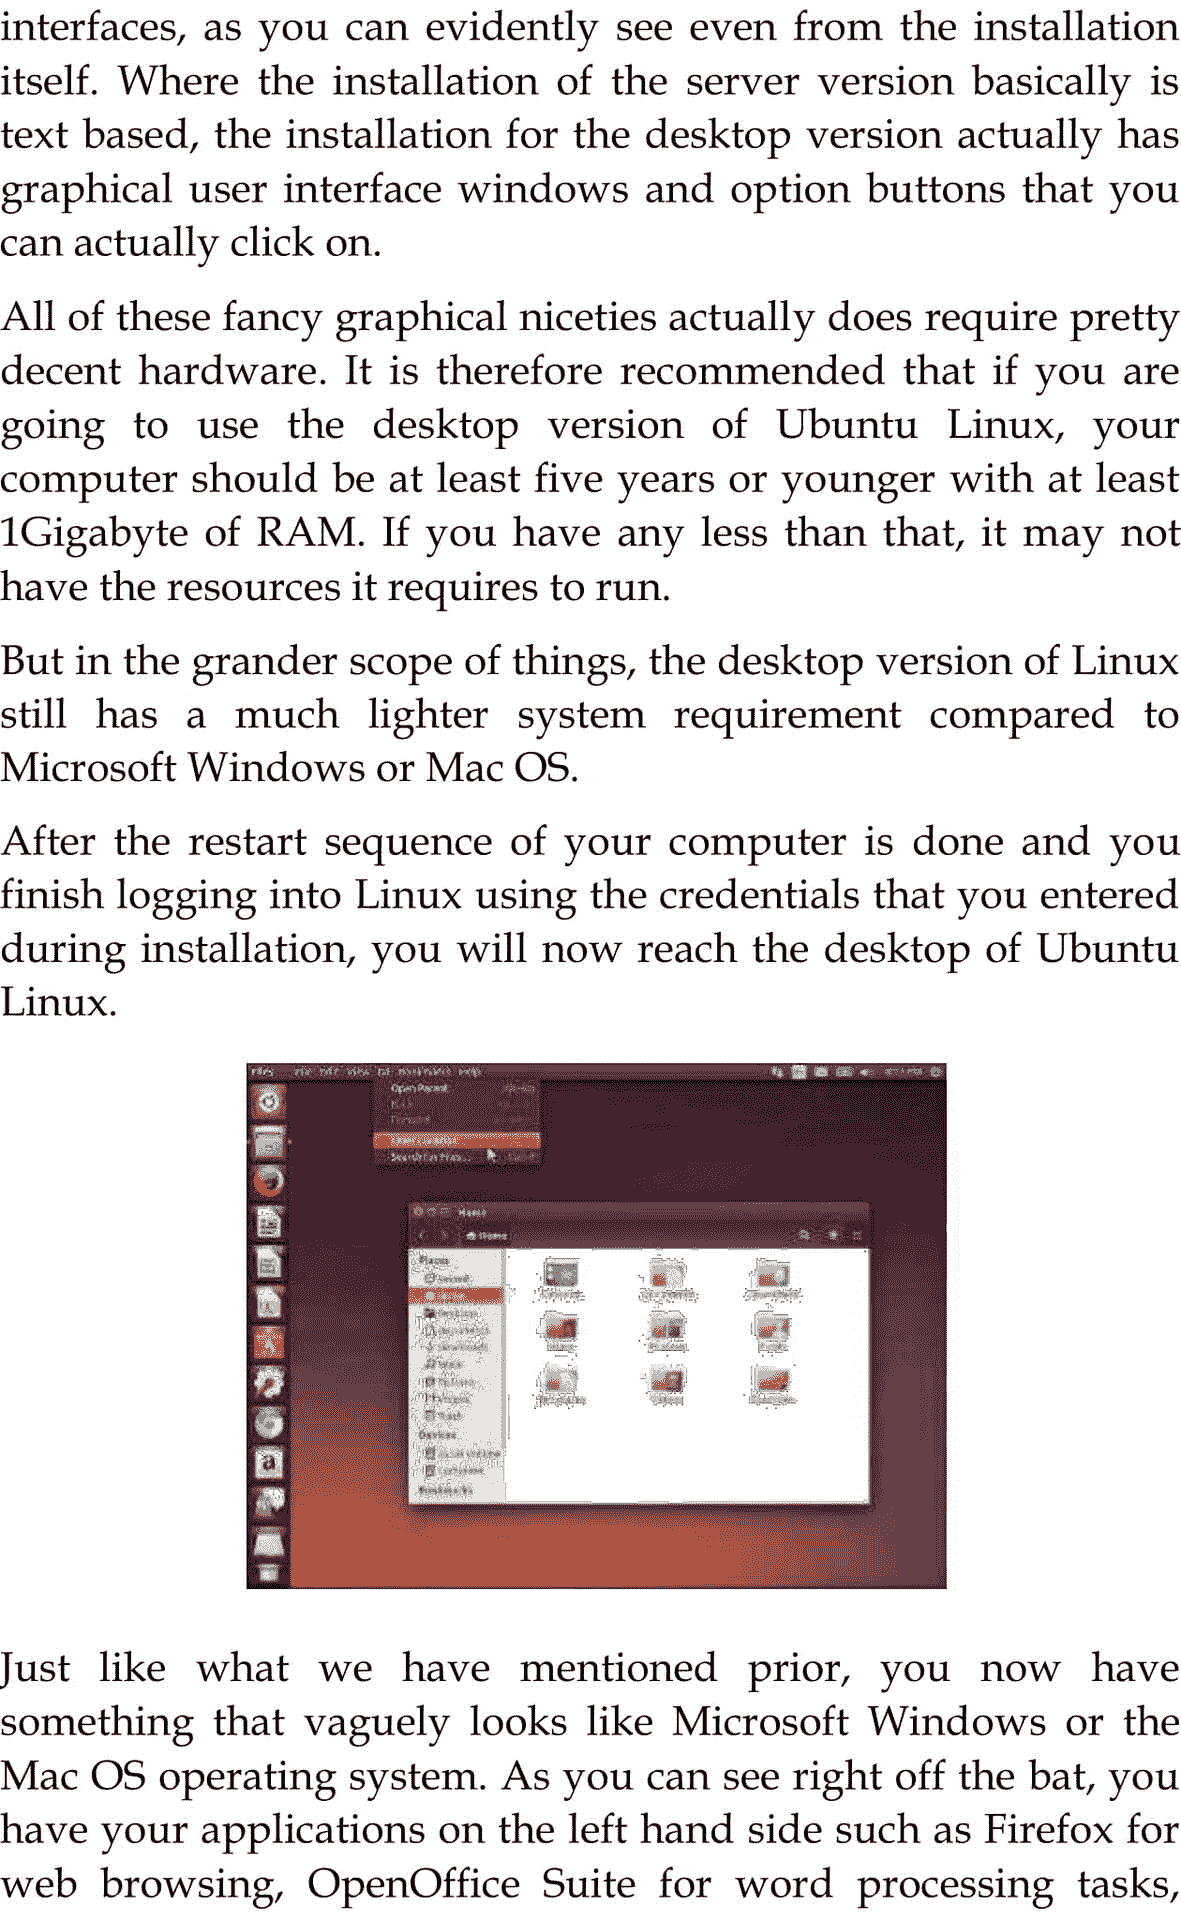 interfaces, as you can evidently see even from the installation
itself. Where the installation of the server version basically is
text based, the installation for the desktop version actually has
graphical user interface windows and option buttons that you
can actually click on.
All of these fancy graphical niceties actually does require pretty
decent hardware. It is therefore recommended that if you are
going to use the desktop version of Ubuntu Linux, your
computer should be at least five years or younger with at least
1Gigabyte of RAM. If you have any less than that, it may not
have the resources it requires to run.
But in the grander scope of things, the desktop version of Linux
still has a much lighter system requirement compared to
Microsoft Windows or Mac OS.
After the restart sequence of your computer is done and you
finish logging into Linux using the credentials that you entered
during installation, you will now reach the desktop of Ubuntu
Linux.
Open Parent
Home
Home
Places
Devices
Just like what we have mentioned prior, you now have
something that vaguely looks like Microsoft Windows or the
Mac OS operating system. As you can see right off the bat, you
have your applications on the left hand side such as Firefox for
web browsing, OpenOffice Suite for word processing tasks,